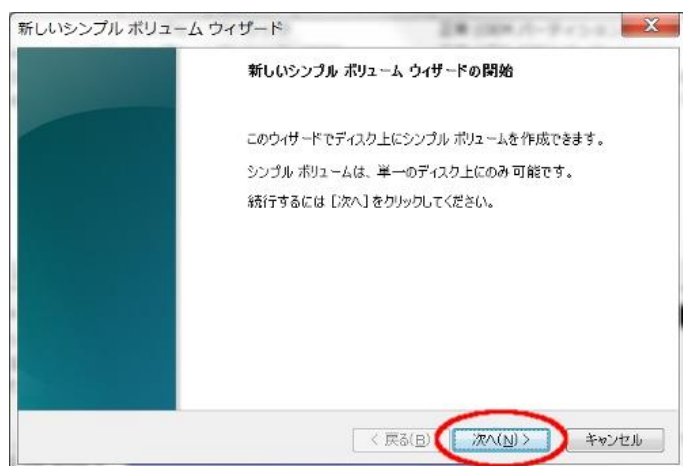 新しいシンプル ボリューム ウィザード
新しいシンプル ボリューム ウィザードの開始
このウィザードでディスク上にシンプル ボリュームを作成できます。
シンプル ボリュームは、単一のディスク上にのみ可能です。
続行するには [次へ] をクリックしてください。
< 戻る(B) 次へ(N) > キャンセル